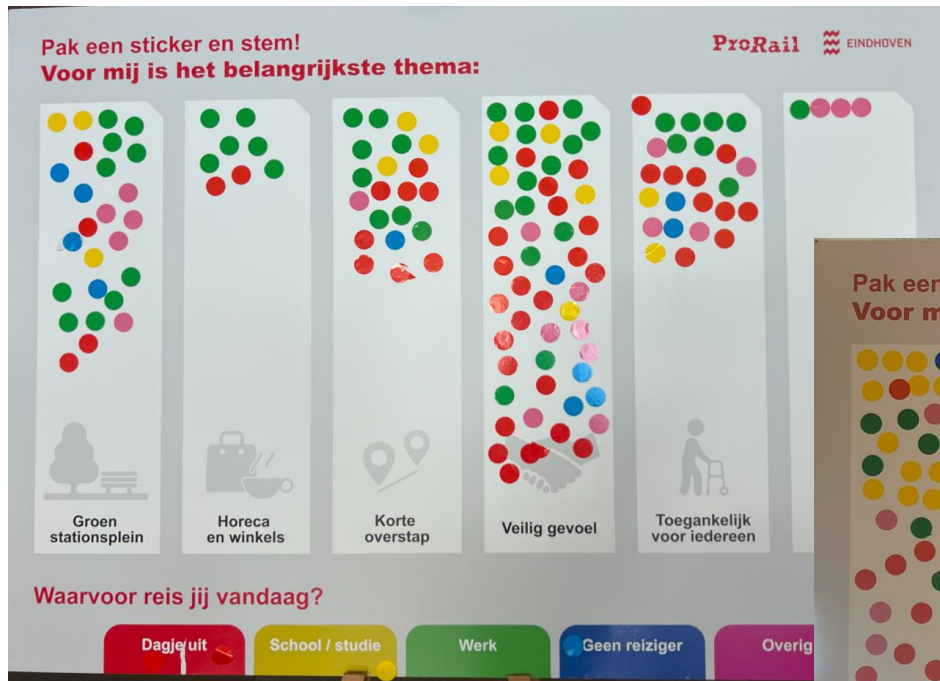 Pak een sticker en stem!
Voor mij is het belangrijkste thema:
ProRail
EINDHOVEN
Groen
stationsplein
Horeca
en winkels
Korte
overstap
Veilig gevoel
Toegankelijk
voor iedereen
Waarvoor reis jij vandaag?
Dagje uit
School / studie
Werk
Geen reiziger
Overig
Pak een
Voor m